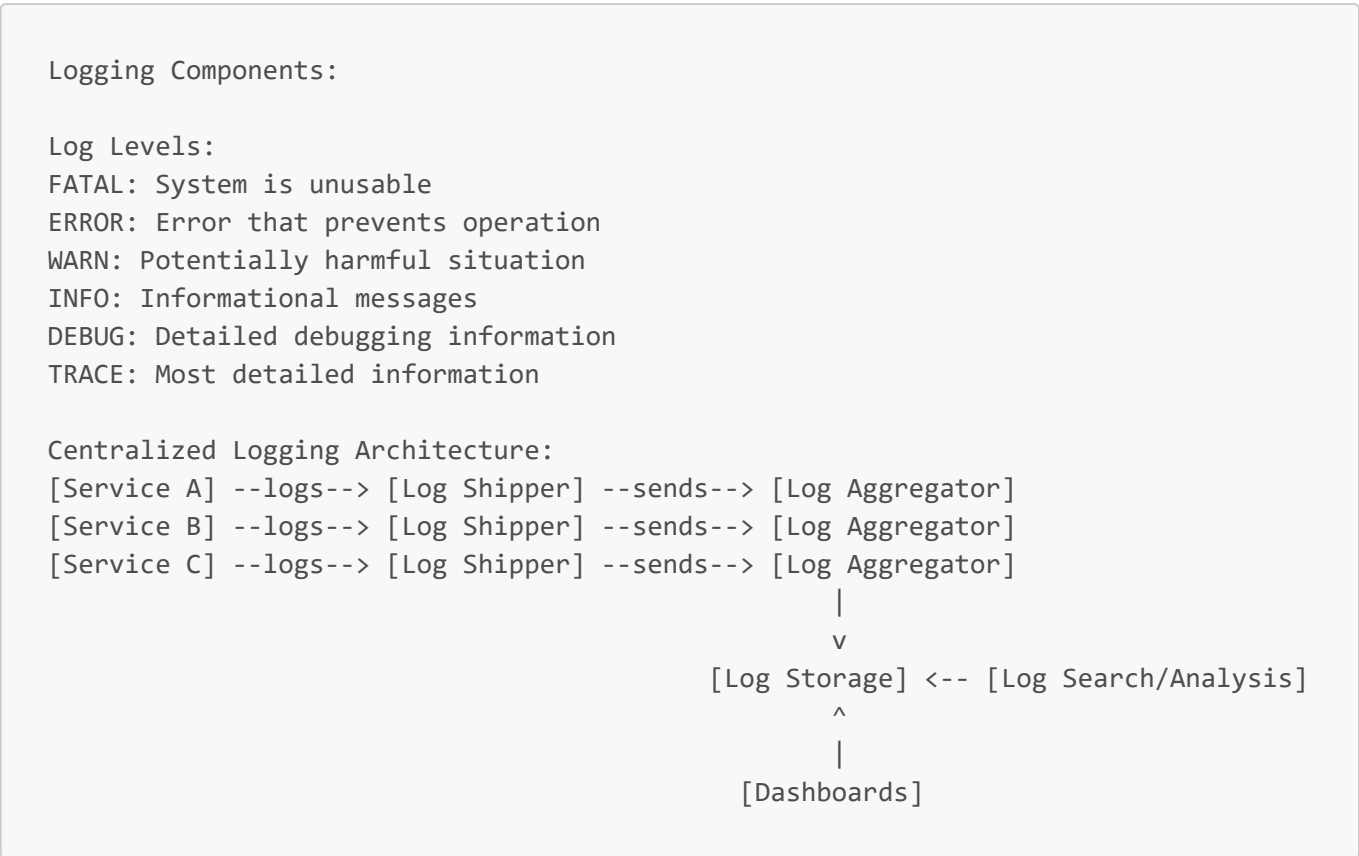 Logging Components:
Log Levels:
FATAL: System is unusable
ERROR: Error that prevents operation
WARN: Potentially harmful situation
INFO: Informational messages
DEBUG: Detailed debugging information
TRACE: Most detailed information
Centralized Logging Architecture:
[Service A] --logs--> [Log Shipper] --sends--> [Log Aggregator]
[Service B] --logs--> [Log Shipper] --sends--> [Log Aggregator]
[Service C] --logs--> [Log Shipper] --sends--> [Log Aggregator]
|
v
[Log Storage] <-- [Log Search/Analysis]
^
|
[Dashboards]